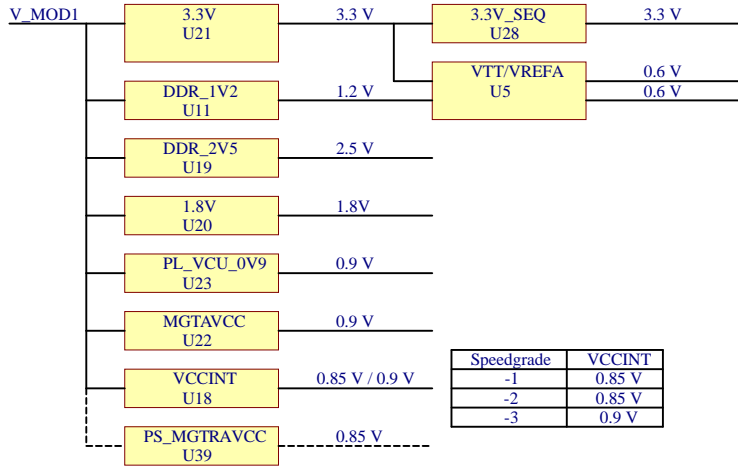 V_MOD1
3.3V
U21
3.3 V
3.3V_SEQ
U28
3.3 V
VTT/VREFA
U5
0.6 V
0.6 V
DDR_1V2
U11
1.2 V
DDR_2V5
U19
2.5 V
1.8V
U20
1.8V
PL_VCU_0V9
U23
0.9 V
MGTAVCC
U22
0.9 V
VCCINT
U18
0.85 V / 0.9 V
PS_MGTRAVCC
U39
0.85 V
Speedgrade VCCINT
-1 0.85 V
-2 0.85 V
-3 0.9 V